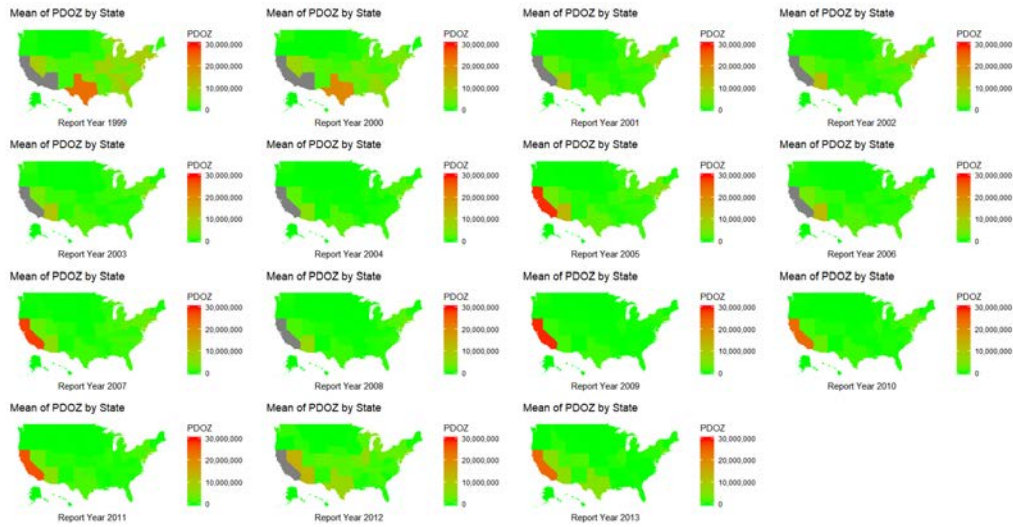 Mean of PDOZ by State
PDOZ
30,000,000
20,000,000
10,000,000
0
Report Year 1999
Mean of PDOZ by State
PDOZ
30,000,000
20,000,000
10,000,000
0
Report Year 2000
Mean of PDOZ by State
PDOZ
30,000,000
20,000,000
10,000,000
0
Report Year 2001
Mean of PDOZ by State
PDOZ
30,000,000
20,000,000
10,000,000
0
Report Year 2002
Mean of PDOZ by State
PDOZ
30,000,000
20,000,000
10,000,000
0
Report Year 2003
Mean of PDOZ by State
PDOZ
30,000,000
20,000,000
10,000,000
0
Report Year 2004
Mean of PDOZ by State
PDOZ
30,000,000
20,000,000
10,000,000
0
Report Year 2005
Mean of PDOZ by State
PDOZ
30,000,000
20,000,000
10,000,000
0
Report Year 2006
Mean of PDOZ by State
PDOZ
30,000,000
20,000,000
10,000,000
0
Report Year 2007
Mean of PDOZ by State
PDOZ
30,000,000
20,000,000
10,000,000
0
Report Year 2008
Mean of PDOZ by State
PDOZ
30,000,000
20,000,000
10,000,000
0
Report Year 2009
Mean of PDOZ by State
PDOZ
30,000,000
20,000,000
10,000,000
0
Report Year 2010
Mean of PDOZ by State
PDOZ
30,000,000
20,000,000
10,000,000
0
Report Year 2011
Mean of PDOZ by State
PDOZ
30,000,000
20,000,000
10,000,000
0
Report Year 2012
Mean of PDOZ by State
PDOZ
30,000,000
20,000,000
10,000,000
0
Report Year 2013